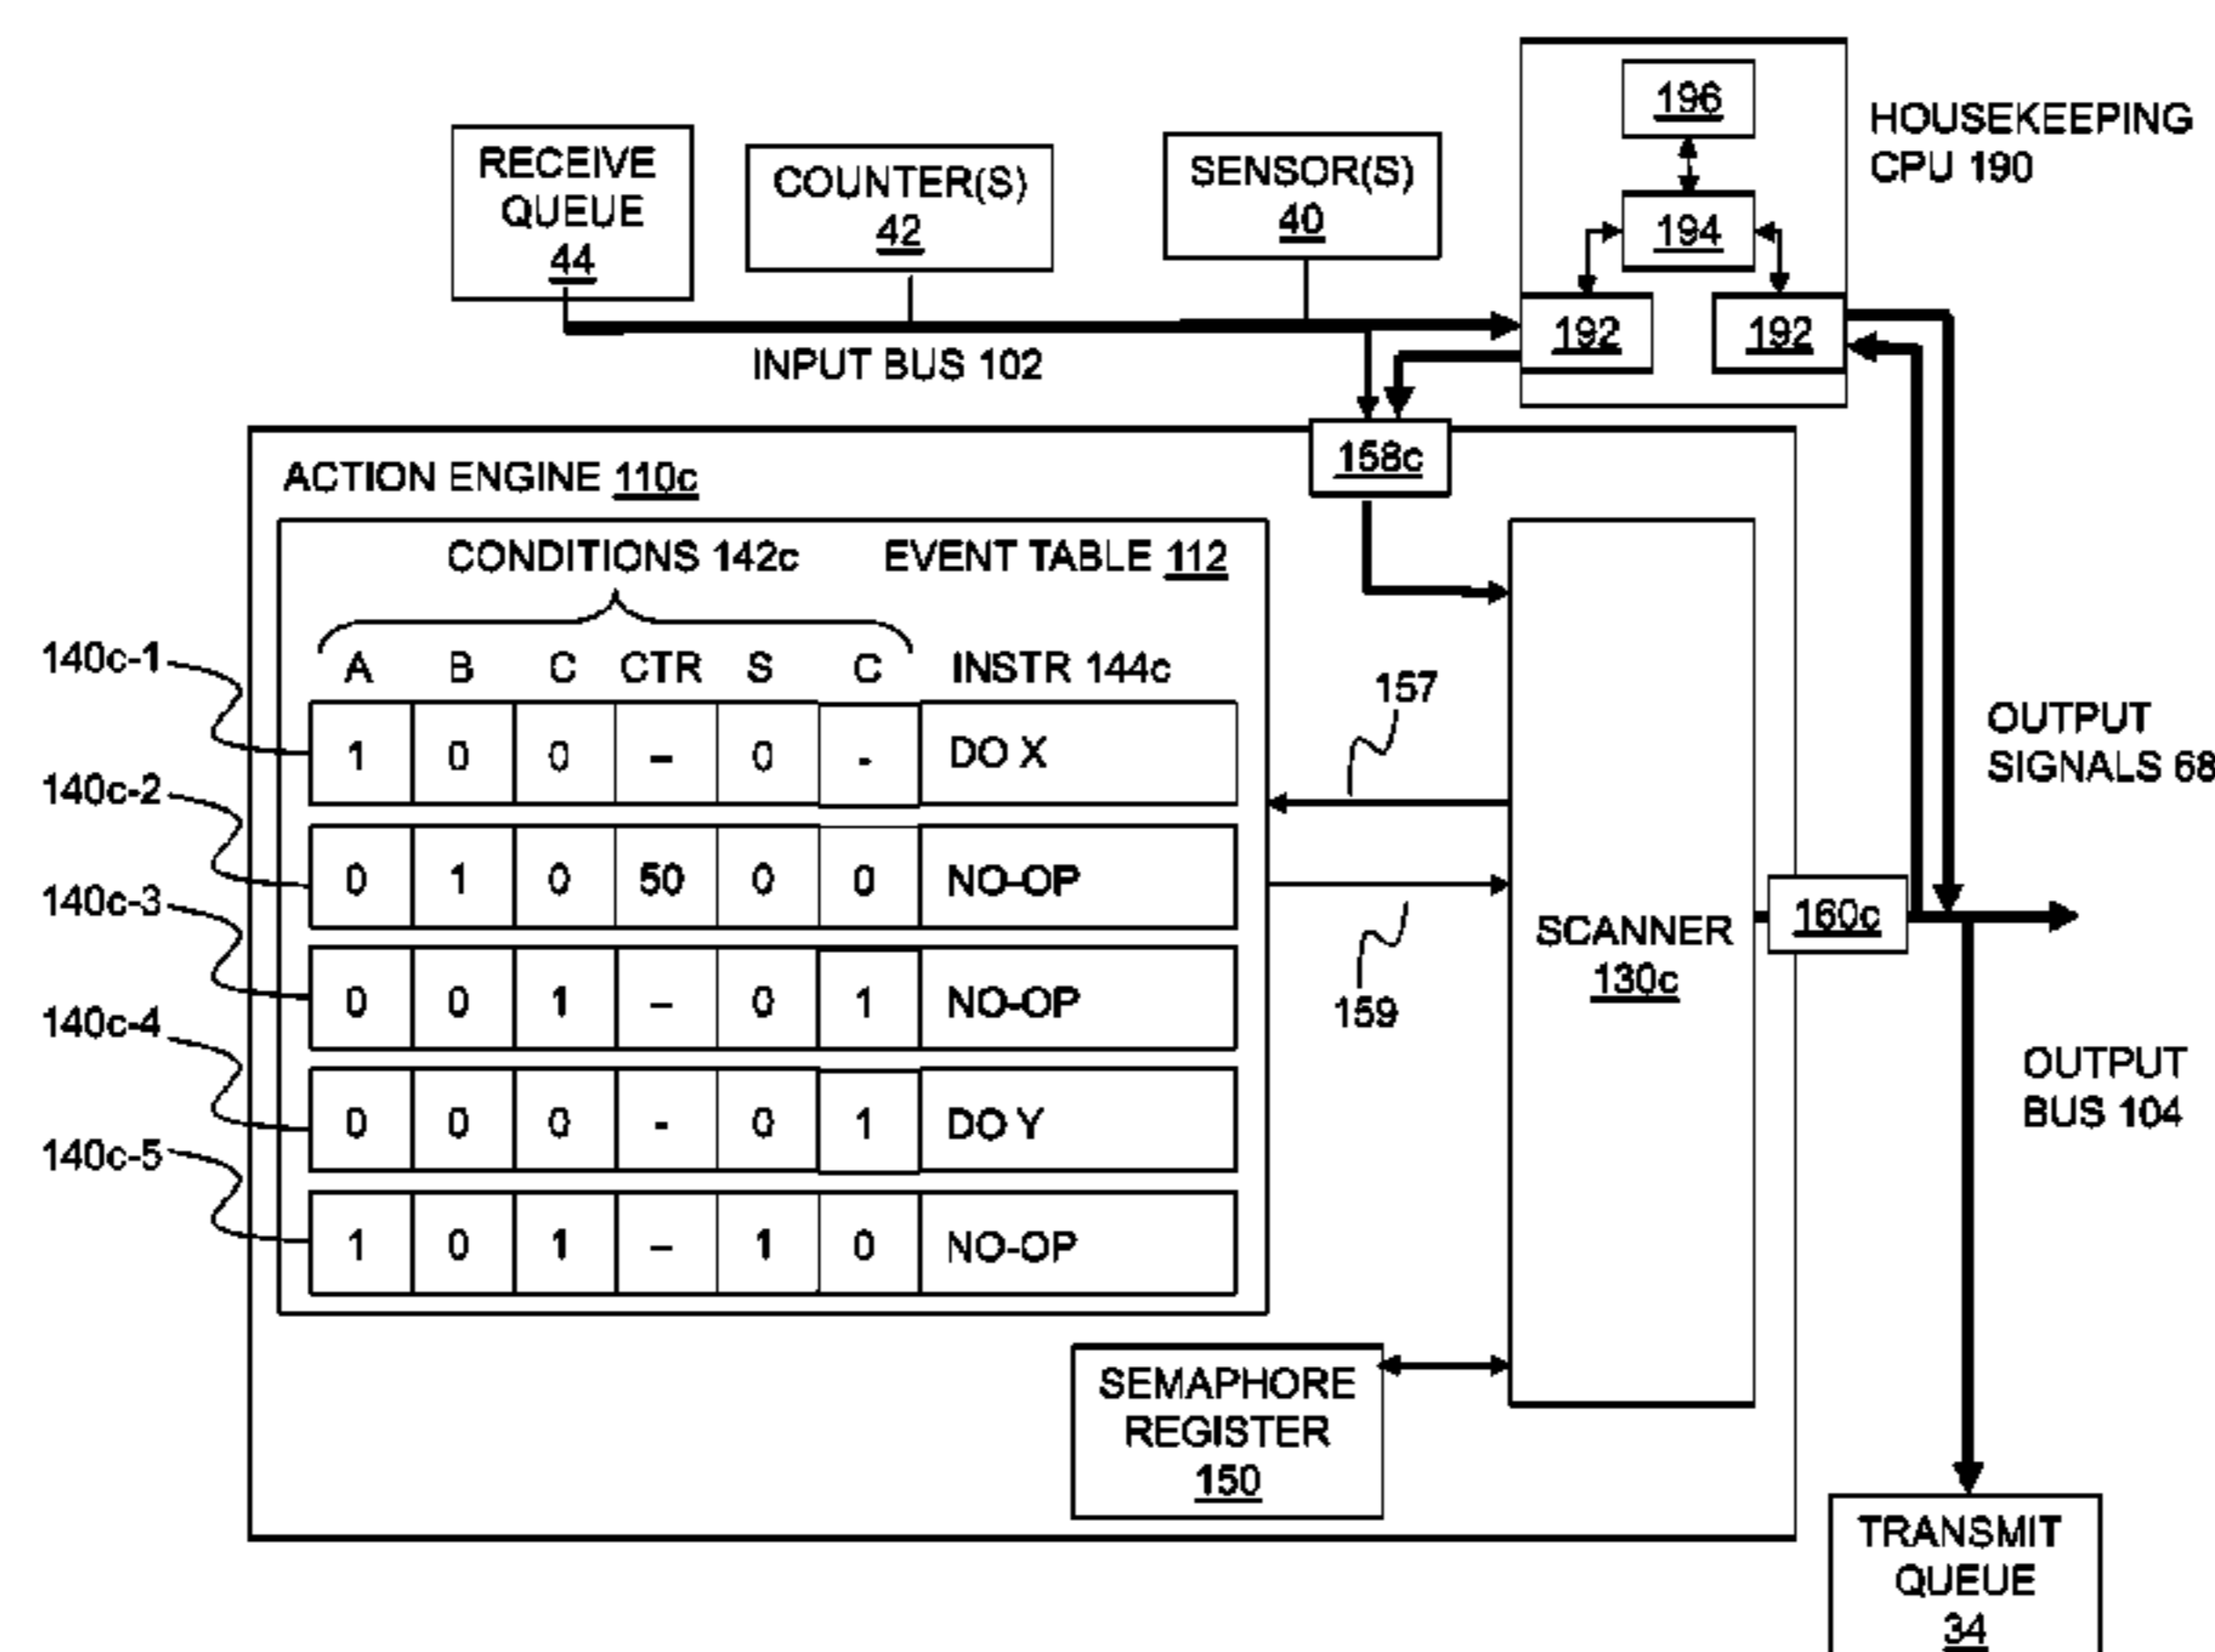 RECEIVE
QUEUE
44
COUNTER(S)
42
SENSOR(S)
40
196
194
192
192
HOUSEKEEPING
CPU 190
INPUT BUS 102
158c
ACTION ENGINE 110c
CONDITIONS 142c
EVENT TABLE 112
A B C CTR S C INSTR 144c
140c-1
1 0 0 – 0 - DO X
140c-2
0 1 0 50 0 0 NO-OP
140c-3
0 0 1 – 0 1 NO-OP
140c-4
0 0 0 - 0 1 DO Y
140c-5
1 0 1 – 1 0 NO-OP
157
159
SCANNER
130c
160c
OUTPUT
SIGNALS 68
OUTPUT
BUS 104
SEMAPHORE
REGISTER
150
TRANSMIT
QUEUE
34